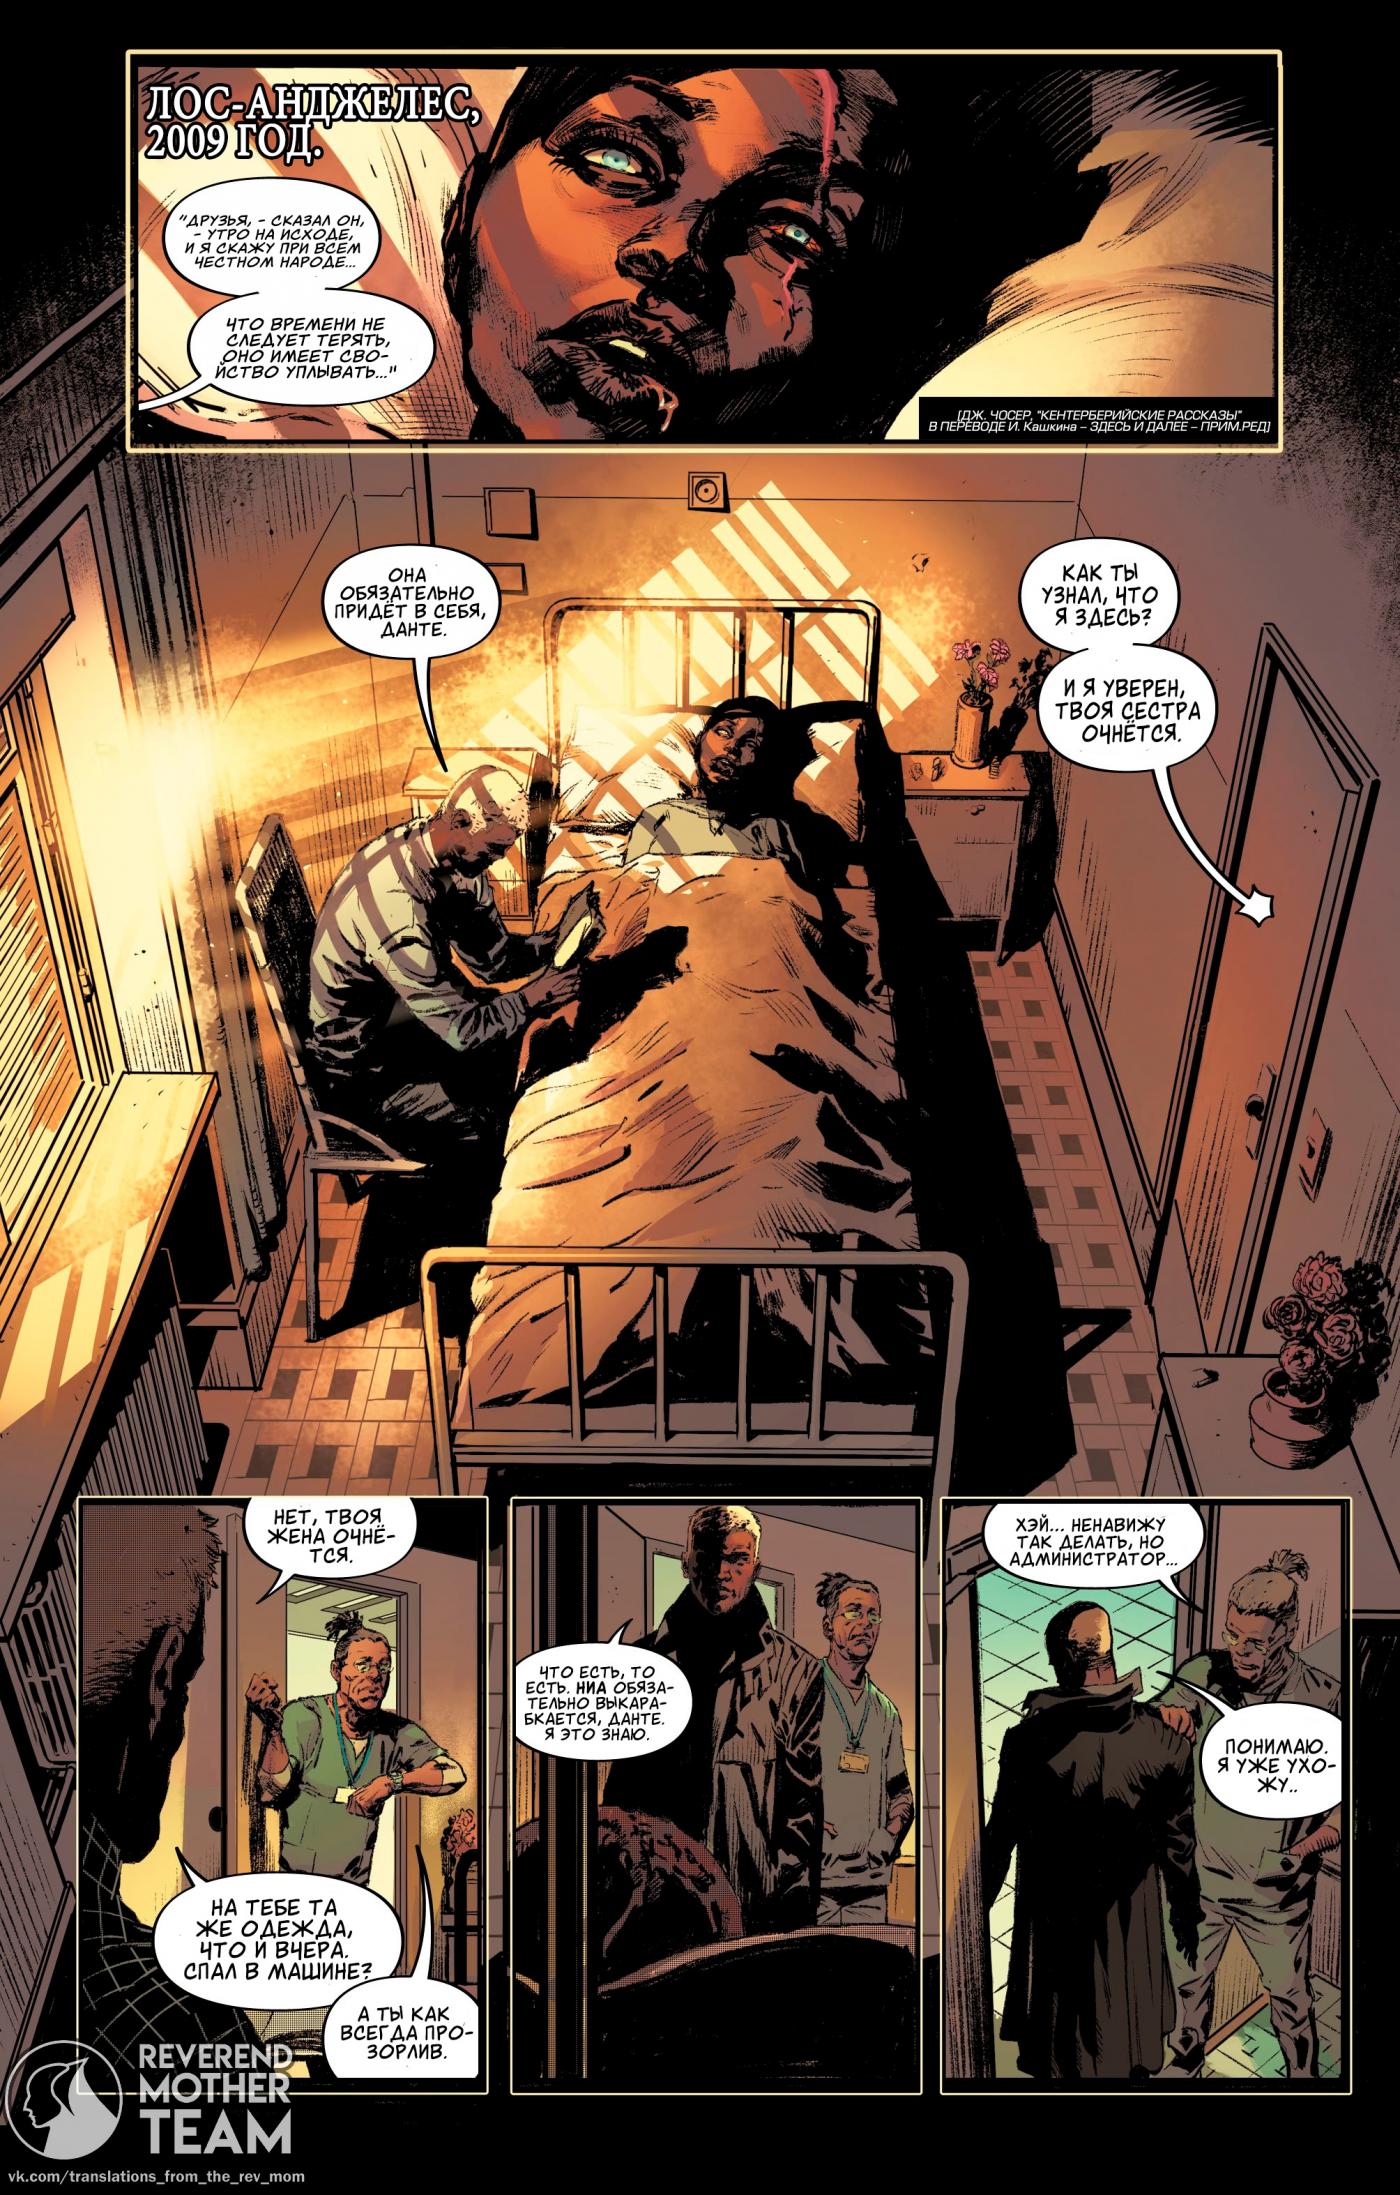 ЛОС-АНДЖЕЛЕС,
2009 ГОД.
"ДРУЗЬЯ, - СКАЗАЛ ОН,
- УТРО НА ИСХОДЕ,
И Я СКАЖУ ПРИ ВСЕМ
ЧЕСТНОМ НАРОДЕ...
ЧТО ВРЕМЕНИ НЕ
СЛЕДУЕТ ТЕРЯТЬ,
ОНО ИМЕЕТ СВО-
ЙСТВО УПЛЫВАТЬ..."
(ДЖ. ЧОСЕР, "КЕНТЕРБЕРИЙСКИЕ РАССКАЗЫ"
В ПЕРЕВОДЕ И. Кашкина – ЗДЕСЬ И ДАЛЕЕ – ПРИМ.РЕД)
ОНА
ОБЯЗАТЕЛЬНО
ПРИДЁТ В СЕБЯ,
ДАНТЕ.
КАК ТЫ
УЗНАЛ, ЧТО
Я ЗДЕСЬ?
И Я УВЕРЕН,
ТВОЯ СЕСТРА
ОЧНЁТСЯ.
НЕТ, ТВОЯ
ЖЕНА ОЧНЁ-
ТСЯ.
НА ТЕБЕ ТА
ЖЕ ОДЕЖДА,
ЧТО И ВЧЕРА.
СПАЛ В МАШИНЕ?
А ТЫ КАК
ВСЕГДА ПРО-
ЗОРЛИВ.
ЧТО ЕСТЬ, ТО
ЕСТЬ. НИА ОБЯЗА-
ТЕЛЬНО ВЫКАРА-
БКАЕТСЯ, ДАНТЕ.
Я ЭТО ЗНАЮ.
ХЭЙ... НЕНАВИЖУ
ТАК ДЕЛАТЬ, НО
АДМИНИСТРАТОР...
ПОНИМАЮ.
Я УЖЕ УХО-
ЖУ..
REVEREND
MOTHER
TEAM
vk.com/translations_from_the_rev_mom